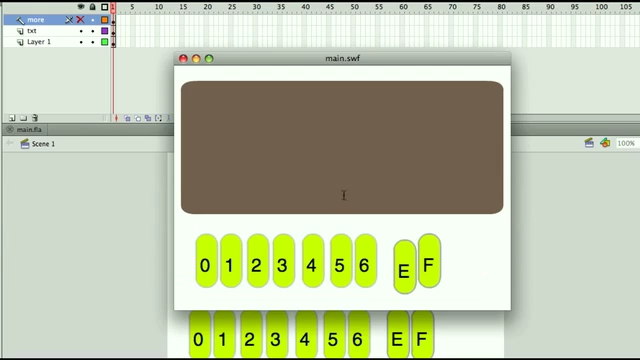 more
txt
Layer 1
1 5 10 15 20 25 30 35 40 45 50 55 60 65 70 75 80 85 90 95 100 105
main.swf
main.fla
Scene 1
100%
0 1 2 3 4 5 6 E F
0 1 2 3 4 5 6 E F